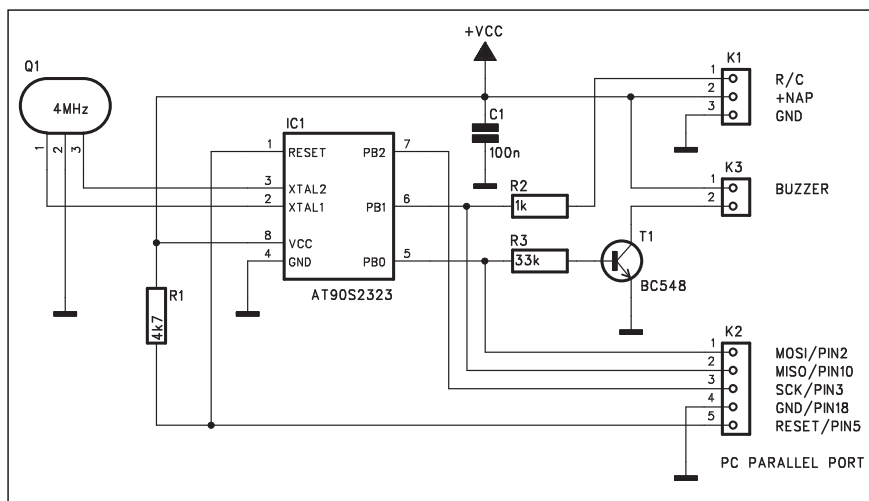 +VCC
Q1
4MHz
1 2 3
IC1
1 RESET PB2 7
3 XTAL2
2 XTAL1 PB1 6
8 VCC
4 GND PB0 5
AT90S2323
C1
100n
R2
1k
R3
33k
T1
BC548
R1
4k7
K1
1 R/C
2 +NAP
3 GND
K3
1 BUZZER
2
K2
1 MOSI/PIN2
2 MISO/PIN10
3 SCK/PIN3
4 GND/PIN18
5 RESET/PIN5
PC PARALLEL PORT